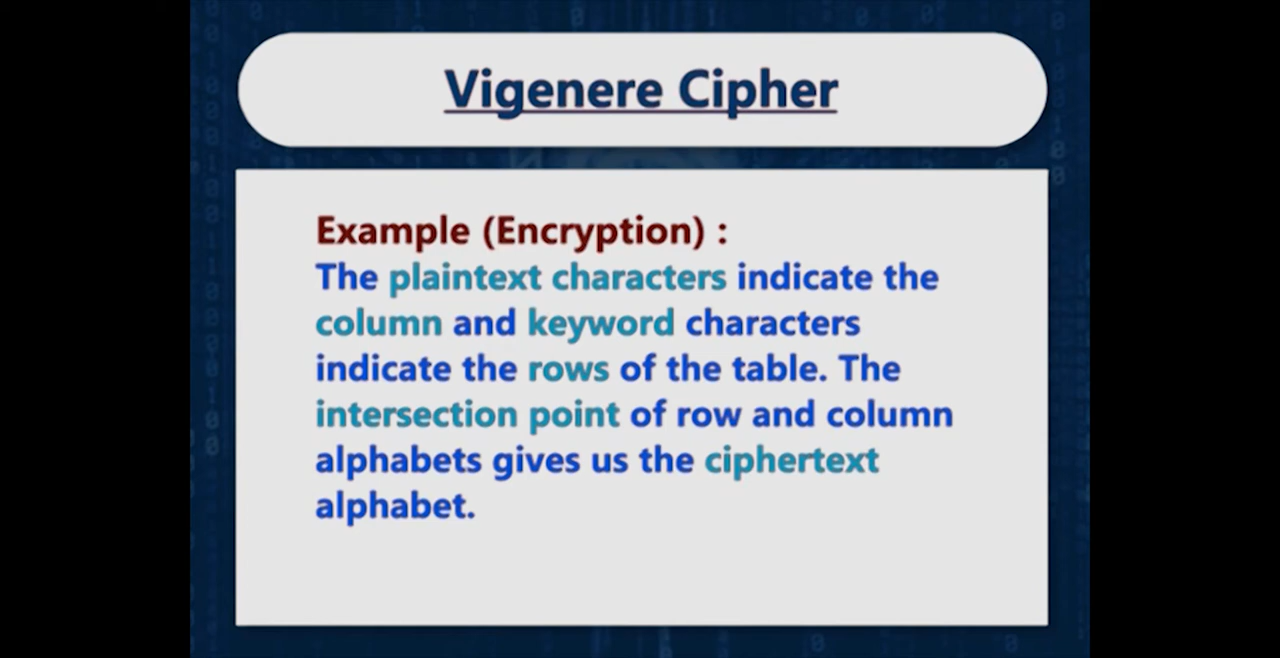 Vigenere Cipher
Example (Encryption) :
The plaintext characters indicate the
column and keyword characters
indicate the rows of the table. The
intersection point of row and column
alphabets gives us the ciphertext
alphabet.